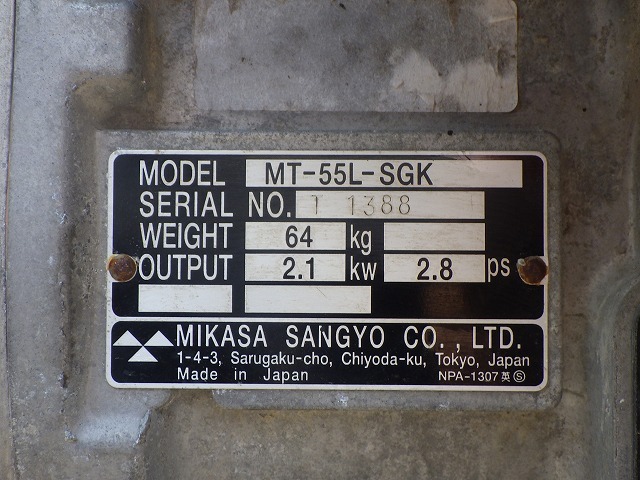 MODEL MT-55L-SGK
SERIAL NO. T 1388
WEIGHT 64 kg
OUTPUT 2.1 kw 2.8 ps
MIKASA SANGYO CO., LTD.
1-4-3, Sarugaku-cho, Chiyoda-ku, Tokyo, Japan
Made in Japan NPA-1307 英 Ⓢ